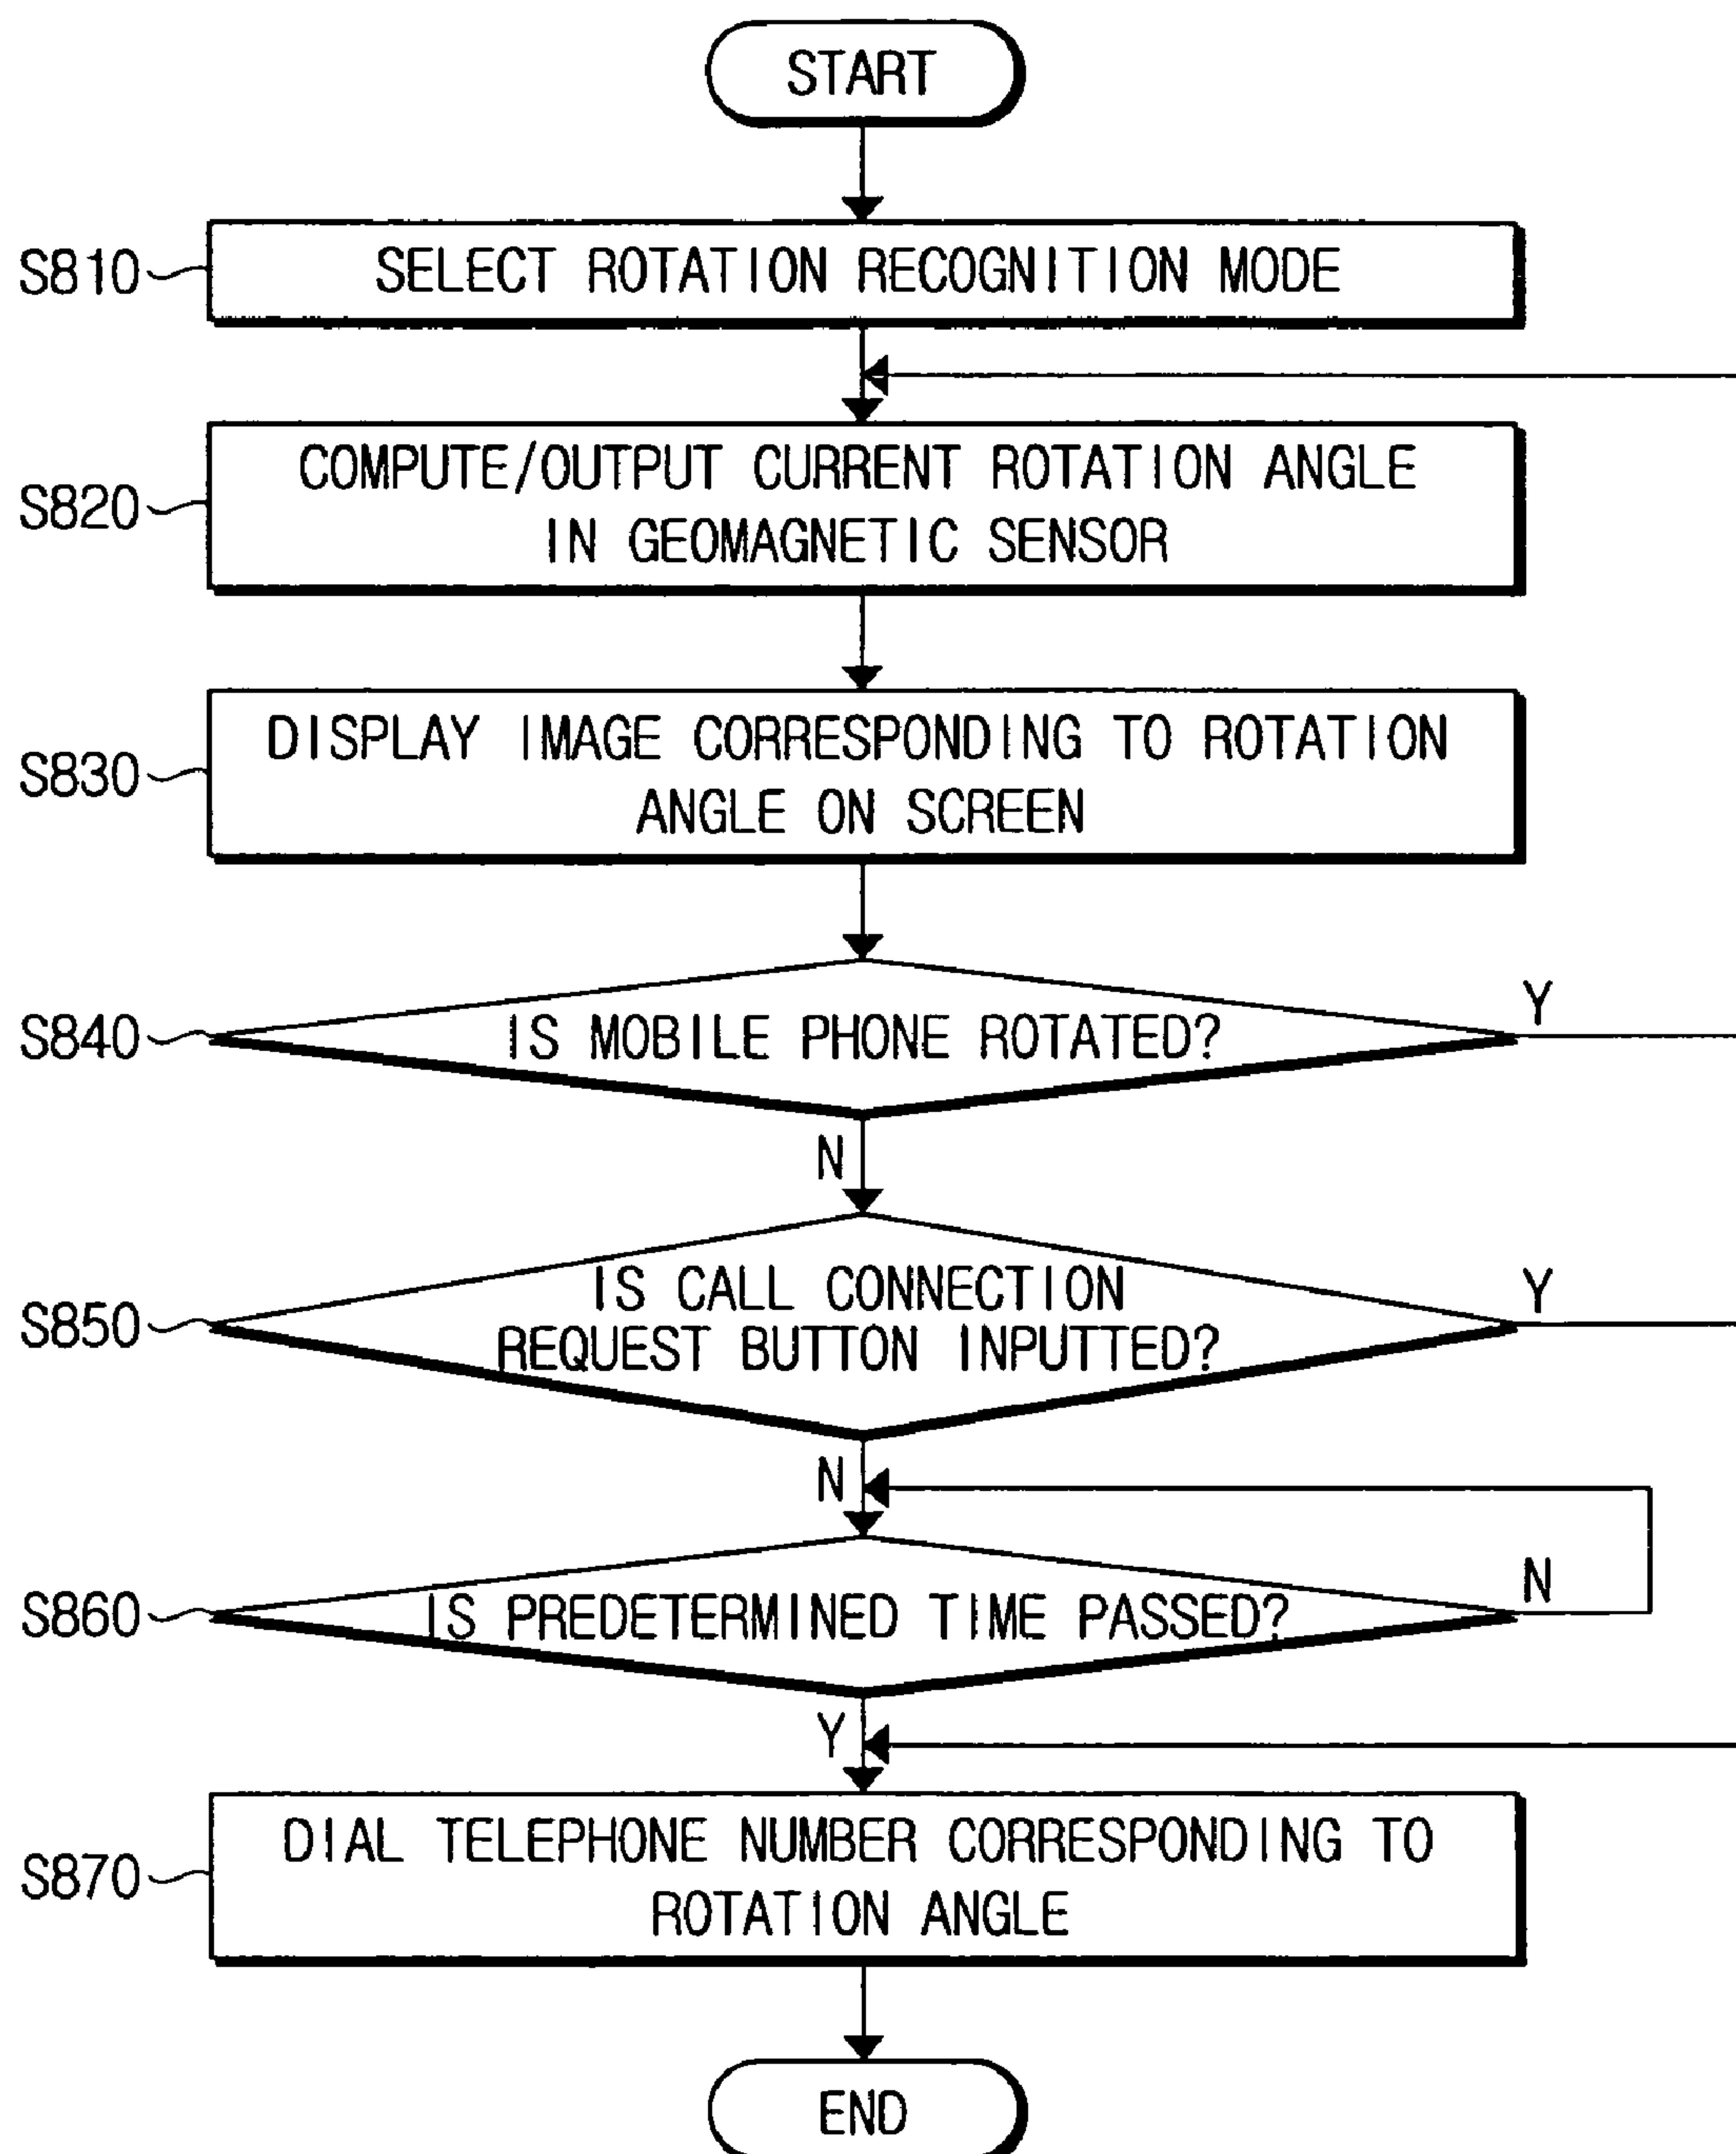 START
S810
SELECT ROTATION RECOGNITION MODE
S820
COMPUTE/OUTPUT CURRENT ROTATION ANGLE
IN GEOMAGNETIC SENSOR
S830
DISPLAY IMAGE CORRESPONDING TO ROTATION
ANGLE ON SCREEN
S840
IS MOBILE PHONE ROTATED?
Y
N
S850
IS CALL CONNECTION
REQUEST BUTTON INPUTTED?
Y
N
S860
IS PREDETERMINED TIME PASSED?
N
Y
S870
DIAL TELEPHONE NUMBER CORRESPONDING TO
ROTATION ANGLE
END